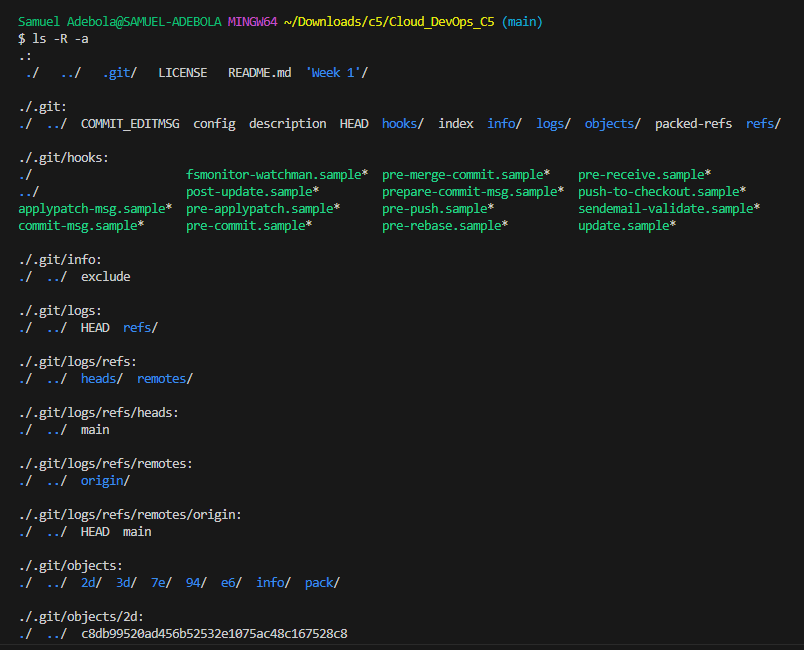 Samuel Adebola@SAMUEL-ADEBOLA MINGW64 ~/Downloads/c5/Cloud_DevOps_C5 (main)
$ ls -R -a
.:
./ ../ .git/ LICENSE README.md 'Week 1'/
./.git:
./ ../ COMMIT_EDITMSG config description HEAD hooks/ index info/ logs/ objects/ packed-refs refs/
./.git/hooks:
./ fsmonitor-watchman.sample* pre-merge-commit.sample* pre-receive.sample*
../ post-update.sample* prepare-commit-msg.sample* push-to-checkout.sample*
applypatch-msg.sample* pre-applypatch.sample* pre-push.sample* sendemail-validate.sample*
commit-msg.sample* pre-commit.sample* pre-rebase.sample* update.sample*
./.git/info:
./ ../ exclude
./.git/logs:
./ ../ HEAD refs/
./.git/logs/refs:
./ ../ heads/ remotes/
./.git/logs/refs/heads:
./ ../ main
./.git/logs/refs/remotes:
./ ../ origin/
./.git/logs/refs/remotes/origin:
./ ../ HEAD main
./.git/objects:
./ ../ 2d/ 3d/ 7e/ 94/ e6/ info/ pack/
./.git/objects/2d:
./ ../ c8db99520ad456b52532e1075ac48c167528c8